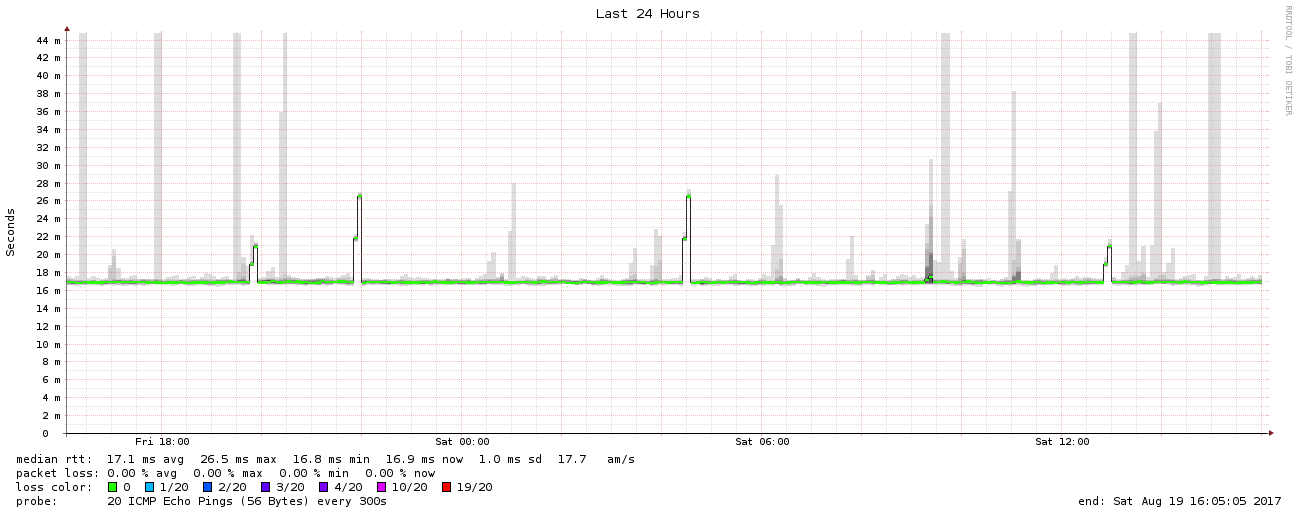 Last 24 Hours
RRDTOOL / TOBI OETIKER
Seconds
44 m
42 m
40 m
38 m
36 m
34 m
32 m
30 m
28 m
26 m
24 m
22 m
20 m
18 m
16 m
14 m
12 m
10 m
8 m
6 m
4 m
2 m
0
Fri 18:00 Sat 00:00 Sat 06:00 Sat 12:00
median rtt: 17.1 ms avg 26.5 ms max 16.8 ms min 16.9 ms now 1.0 ms sd 17.7 am/s
packet loss: 0.00 % avg 0.00 % max 0.00 % min 0.00 % now
loss color: 0 1/20 2/20 3/20 4/20 10/20 19/20
probe: 20 ICMP Echo Pings (56 Bytes) every 300s end: Sat Aug 19 16:05:05 2017